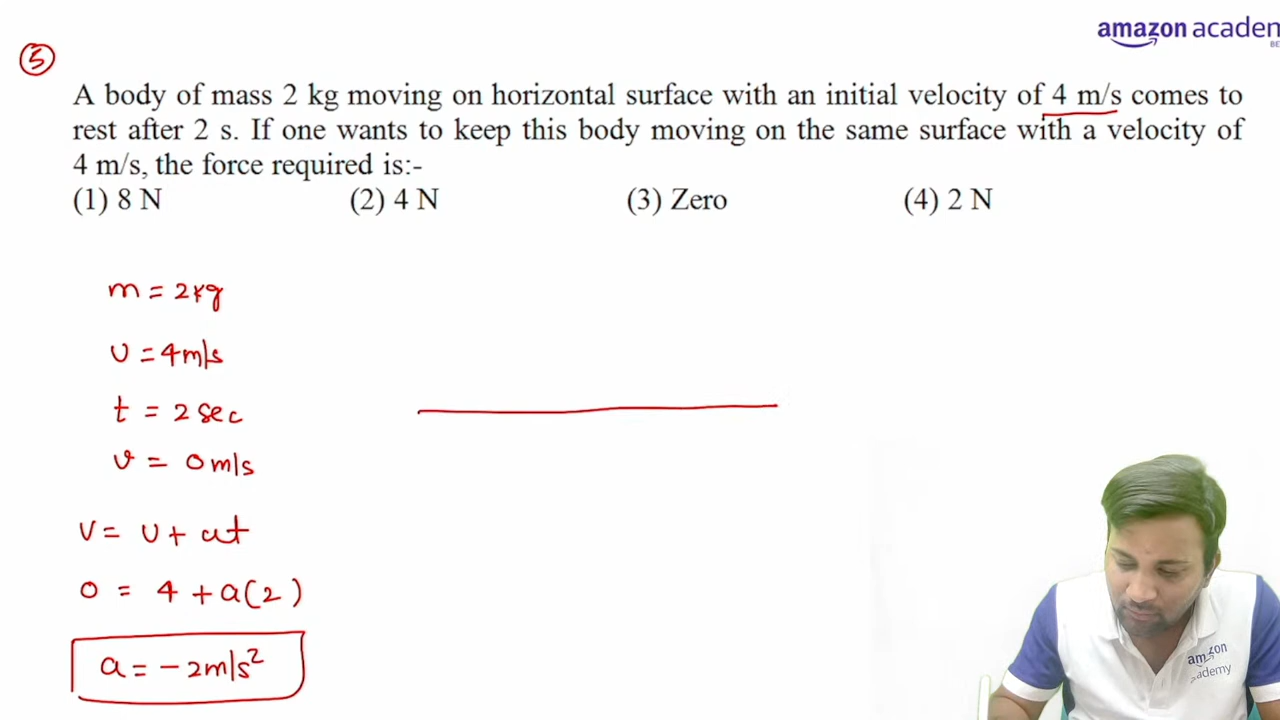 amazon academ
BE
5
A body of mass 2 kg moving on horizontal surface with an initial velocity of 4 m/s comes to
rest after 2 s. If one wants to keep this body moving on the same surface with a velocity of
4 m/s, the force required is:-
(1) 8 N (2) 4 N (3) Zero (4) 2 N
m = 2kg
u = 4m/s
t = 2 sec
v = 0 m/s
v = u + at
0 = 4 + a(2)
a = -2m/s²
amazon
academy